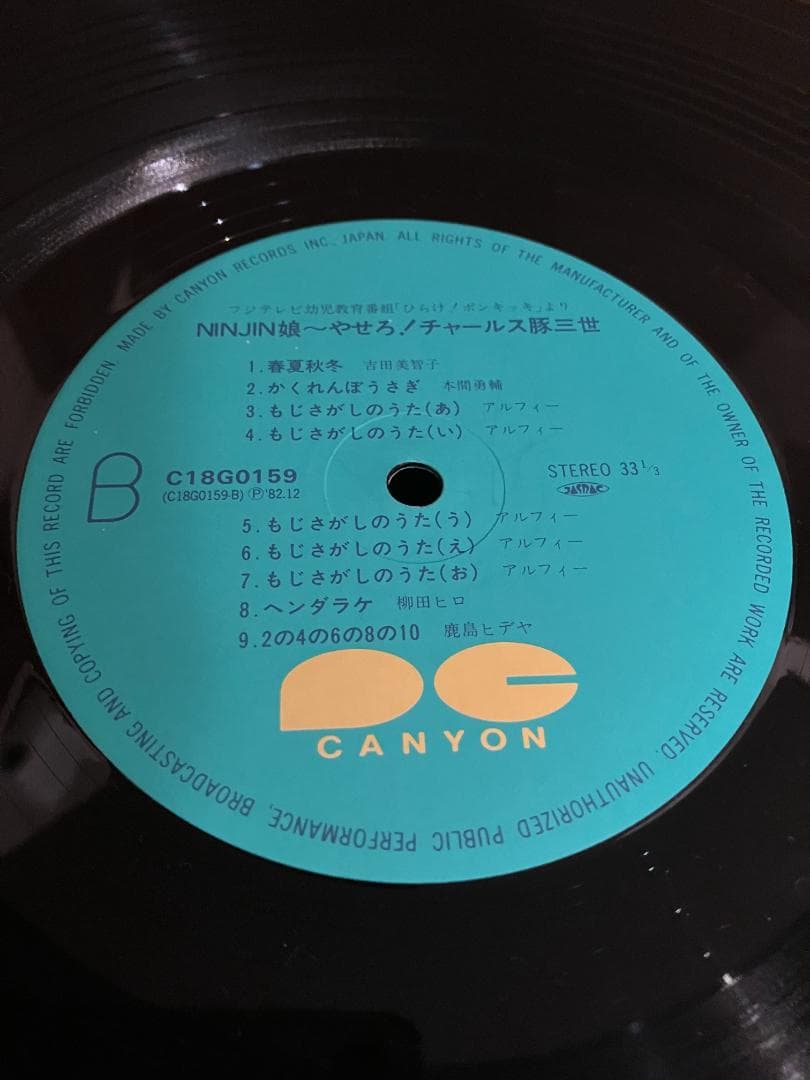 MADE BY CANYON RECORDS INC., JAPAN. ALL RIGHTS OF THE MANUFACTURER AND OF THE OWNER OF THE RECORDED WORK ARE RESERVED. UNAUTHORIZED PUBLIC PERFORMANCE, BROADCASTING AND COPYING OF THIS RECORD ARE FORBIDDEN.
フジテレビ幼児教育番組「ひらけ!ポンキッキ」より
NINJIN娘〜やせろ!チャールス豚三世
1.春夏秋冬 吉田美智子
2.かくれんぼうさぎ 本間勇輔
3.もじさがしのうた(あ) アルフィー
4.もじさがしのうた(い) アルフィー
B
C18G0159
(C18G0159-B) Ⓟ'82.12
STEREO 33 1/3
JASRAC
5.もじさがしのうた(う) アルフィー
6.もじさがしのうた(え) アルフィー
7.もじさがしのうた(お) アルフィー
8.ヘンダラケ 柳田ヒロ
9.2の4の6の8の10 鹿島ヒデヤ
CANYON